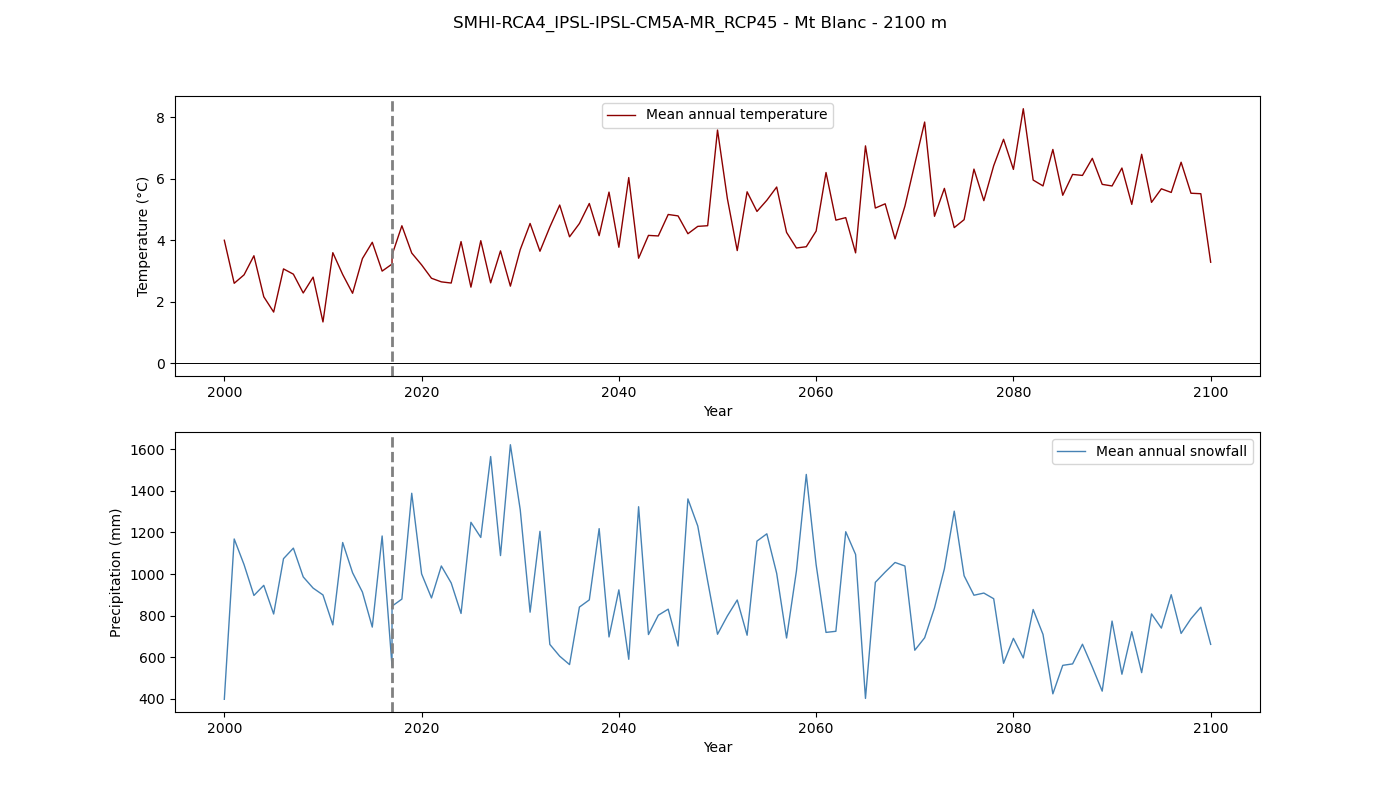 SMHI-RCA4_IPSL-IPSL-CM5A-MR_RCP45 - Mt Blanc - 2100 m
Mean annual temperature
Temperature (°C)
8
6
4
2
0
2000 2020 2040 2060 2080 2100
Year
Mean annual snowfall
Precipitation (mm)
1600
1400
1200
1000
800
600
400
2000 2020 2040 2060 2080 2100
Year